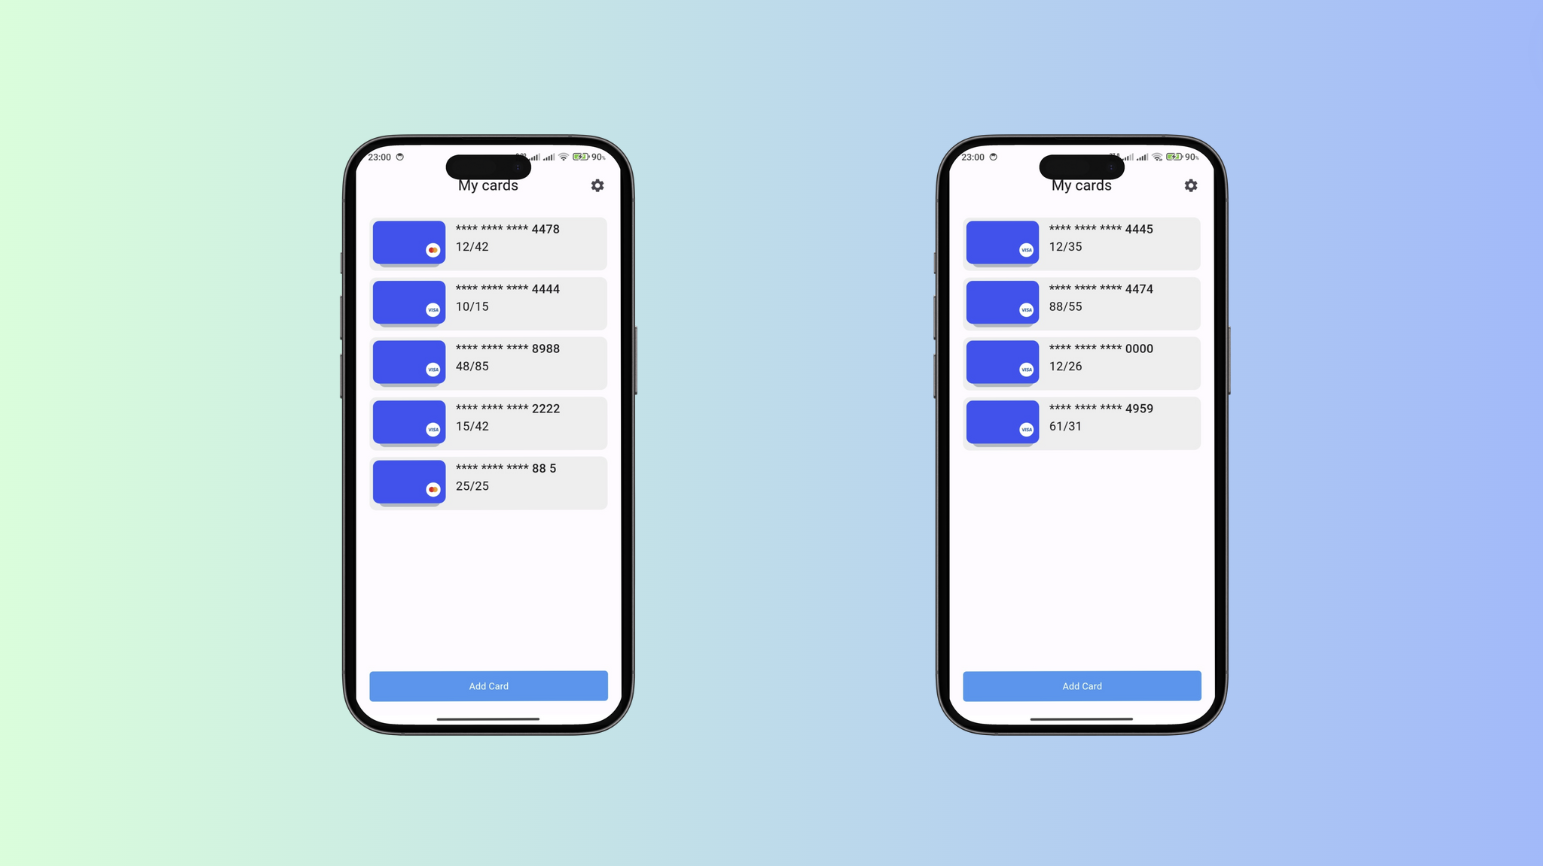 23:00 90%
My cards
**** **** **** 4478
12/42
**** **** **** 4444
VISA
10/15
**** **** **** 8988
VISA
48/85
**** **** **** 2222
VISA
15/42
**** **** **** 88 5
25/25
Add Card
23:00 90%
My cards
**** **** **** 4445
VISA
12/35
**** **** **** 4474
VISA
88/55
**** **** **** 0000
VISA
12/26
**** **** **** 4959
VISA
61/31
Add Card